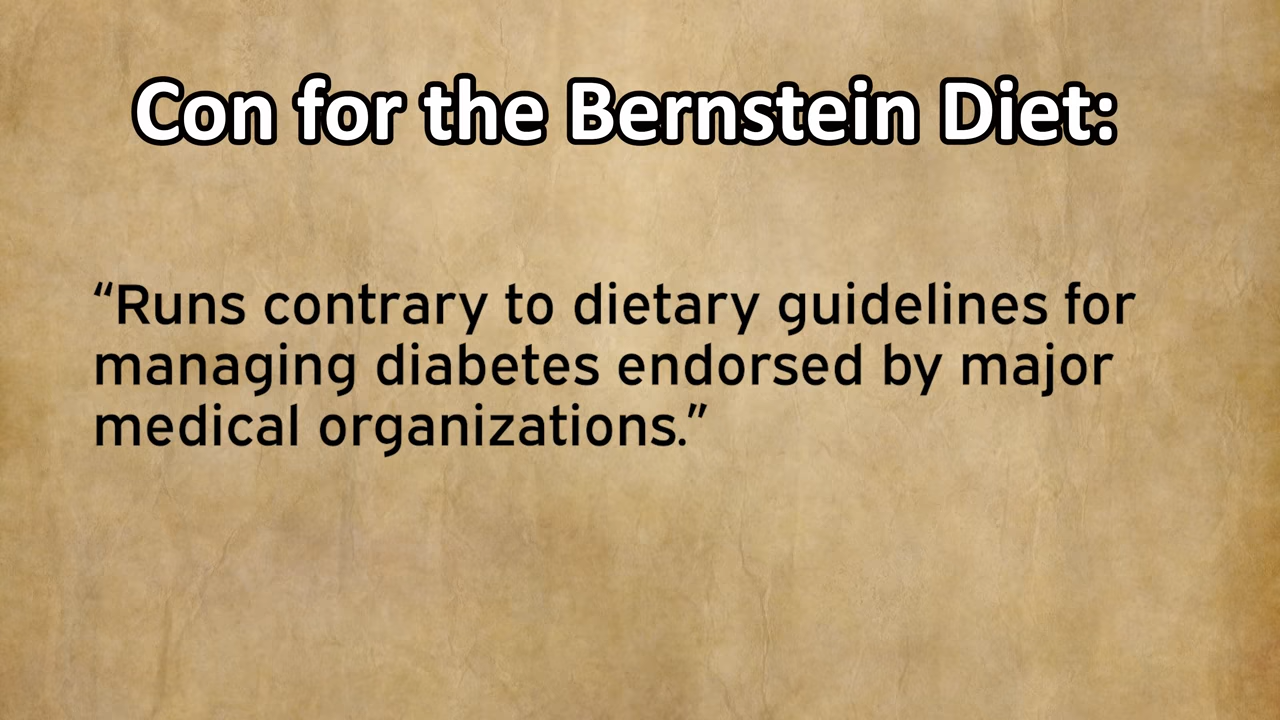 Con for the Bernstein Diet:
“Runs contrary to dietary guidelines for
managing diabetes endorsed by major
medical organizations.”